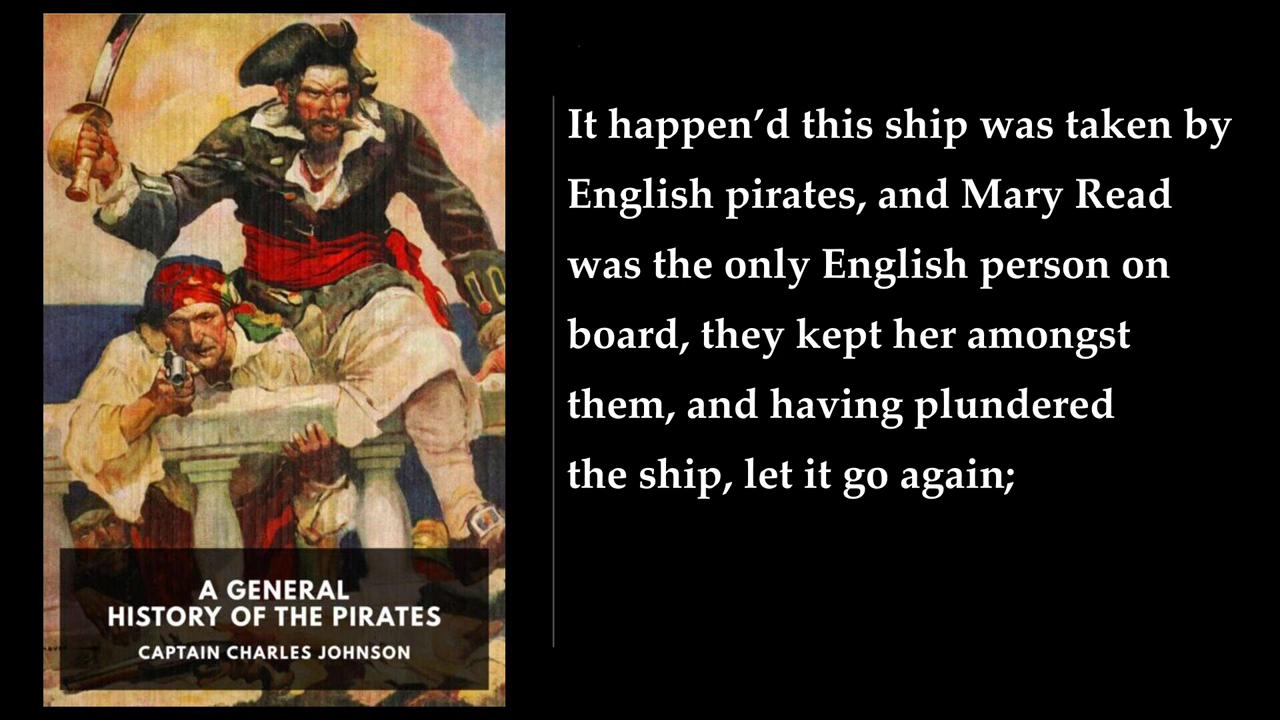 It happen’d this ship was taken by
English pirates, and Mary Read
was the only English person on
board, they kept her amongst
them, and having plundered
the ship, let it go again;
A GENERAL
HISTORY OF THE PIRATES
CAPTAIN CHARLES JOHNSON